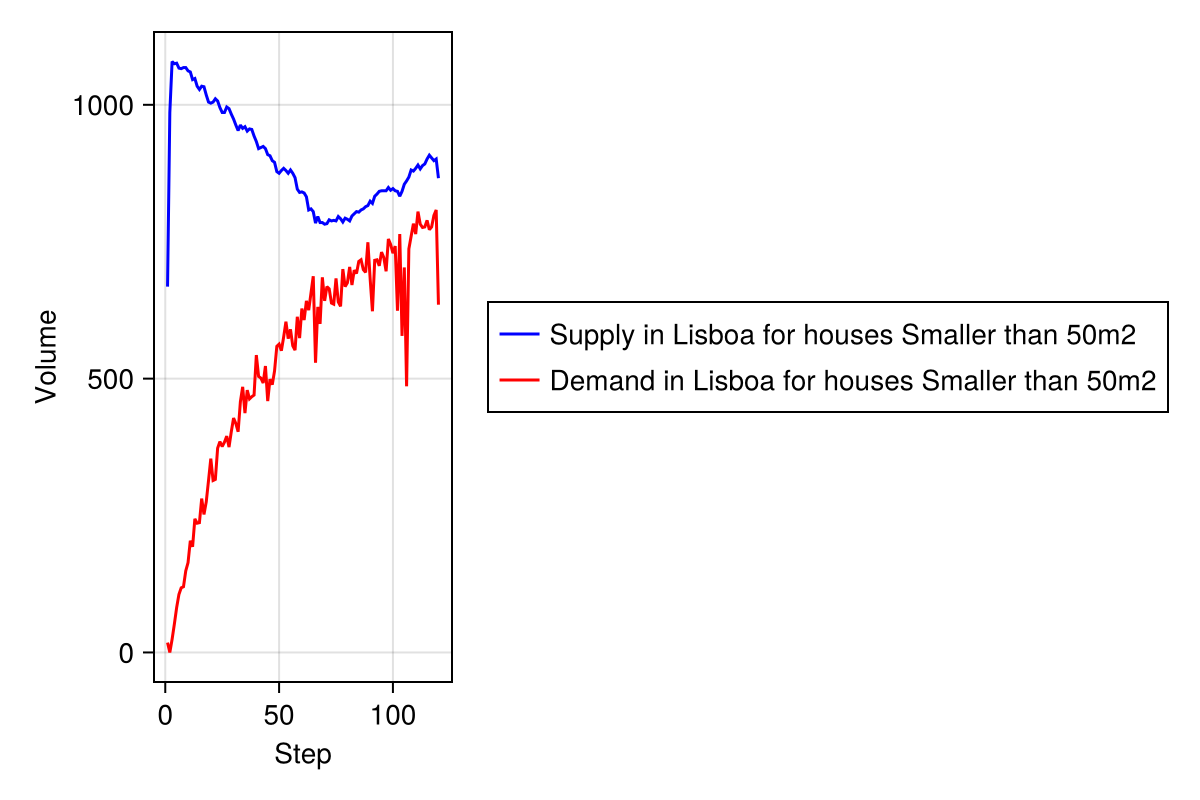 1000
500
0
Volume
0 50 100
Step
Supply in Lisboa for houses Smaller than 50m2
Demand in Lisboa for houses Smaller than 50m2